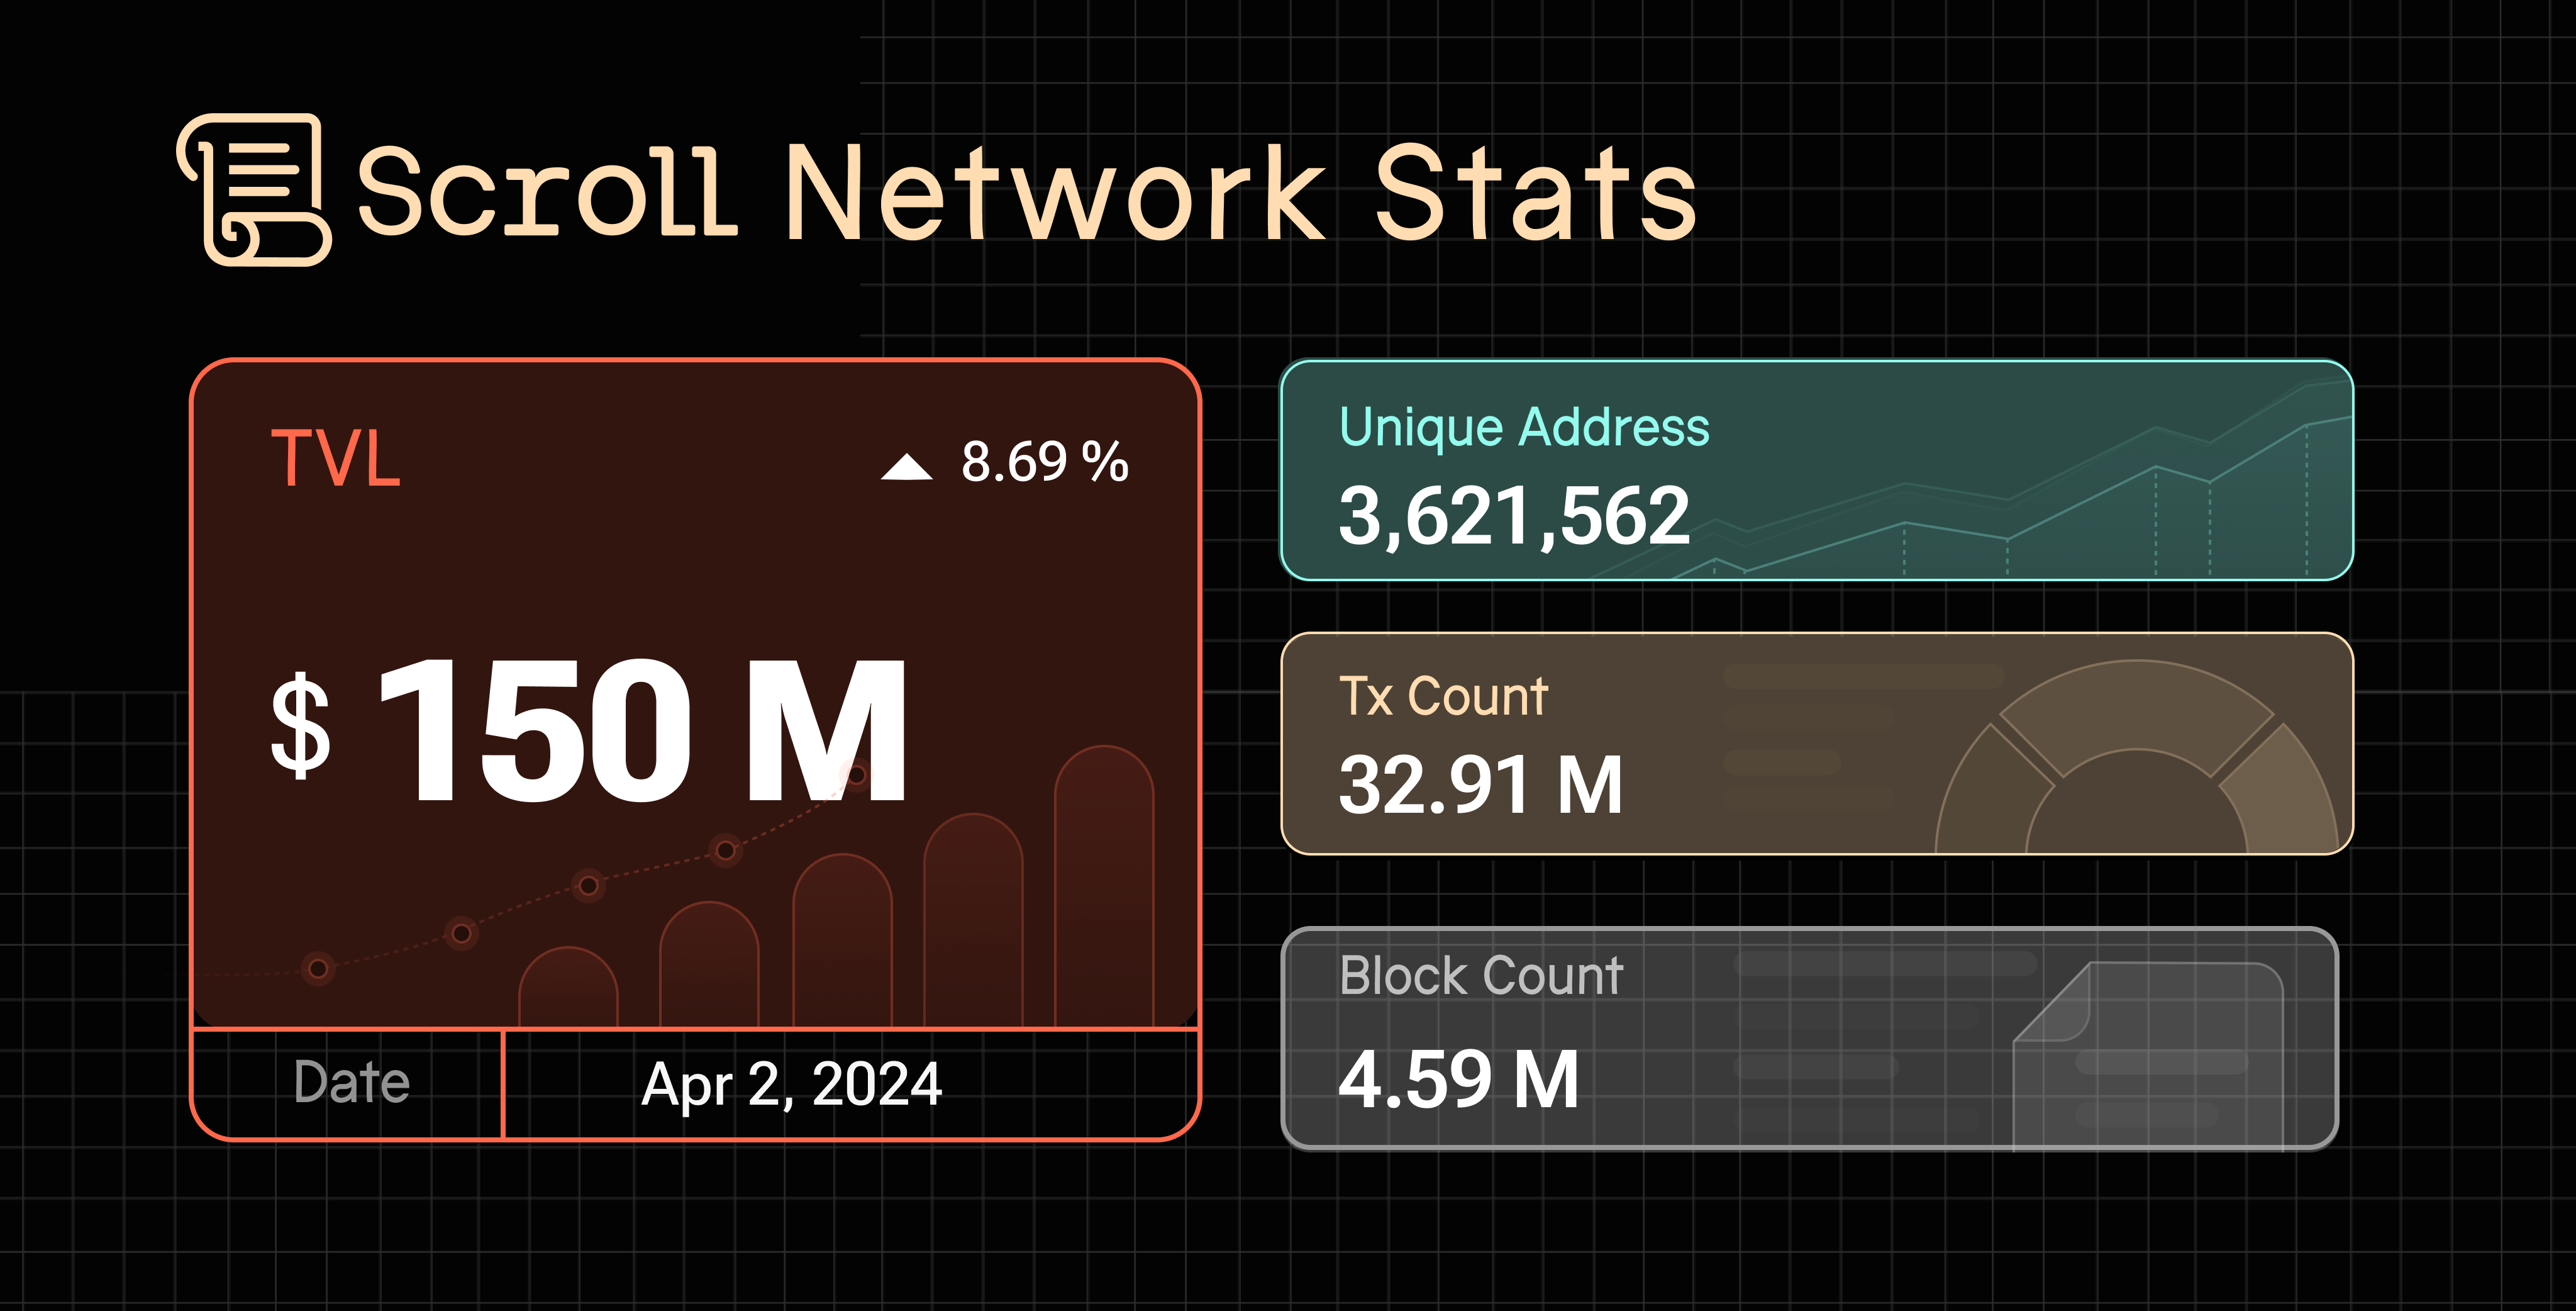 Scroll Network Stats
TVL
8.69 %
$ 150 M
Date
Apr 2, 2024
Unique Address
3,621,562
Tx Count
32.91 M
Block Count
4.59 M